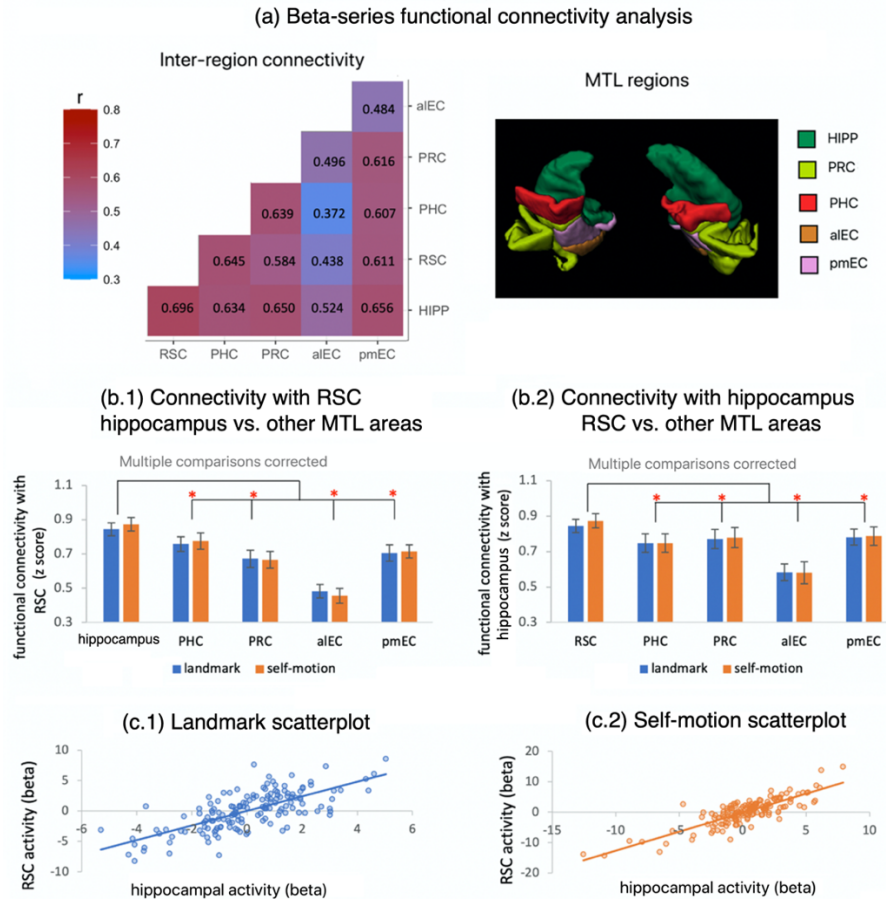 (a) Beta-series functional connectivity analysis
Inter-region connectivity
MTL regions
r
0.8
0.7
0.6
0.5
0.4
0.3
0.484
alEC
0.496 0.616
PRC
0.639 0.372 0.607
PHC
0.645 0.584 0.438 0.611
RSC
0.696 0.634 0.650 0.524 0.656
HIPP
RSC PHC PRC alEC pmEC
HIPP
PRC
PHC
alEC
pmEC
(b.1) Connectivity with RSC
hippocampus vs. other MTL areas
Multiple comparisons corrected
functional connectivity with
RSC (z score)
1.1
0.9
0.7
0.5
0.3
* * * *
hippocampus PHC PRC alEC pmEC
landmark self-motion
(b.2) Connectivity with hippocampus
RSC vs. other MTL areas
Multiple comparisons corrected
functional connectivity with
hippocampus (z score)
1.1
0.9
0.7
0.5
0.3
* * * *
RSC PHC PRC alEC pmEC
landmark self-motion
(c.1) Landmark scatterplot
RSC activity (beta)
10
5
0
-5
-10
-6 -4 -2 0 2 4 6
hippocampal activity (beta)
(c.2) Self-motion scatterplot
RSC activity (beta)
20
10
0
-10
-20
-15 -10 -5 0 5 10
hippocampal activity (beta)